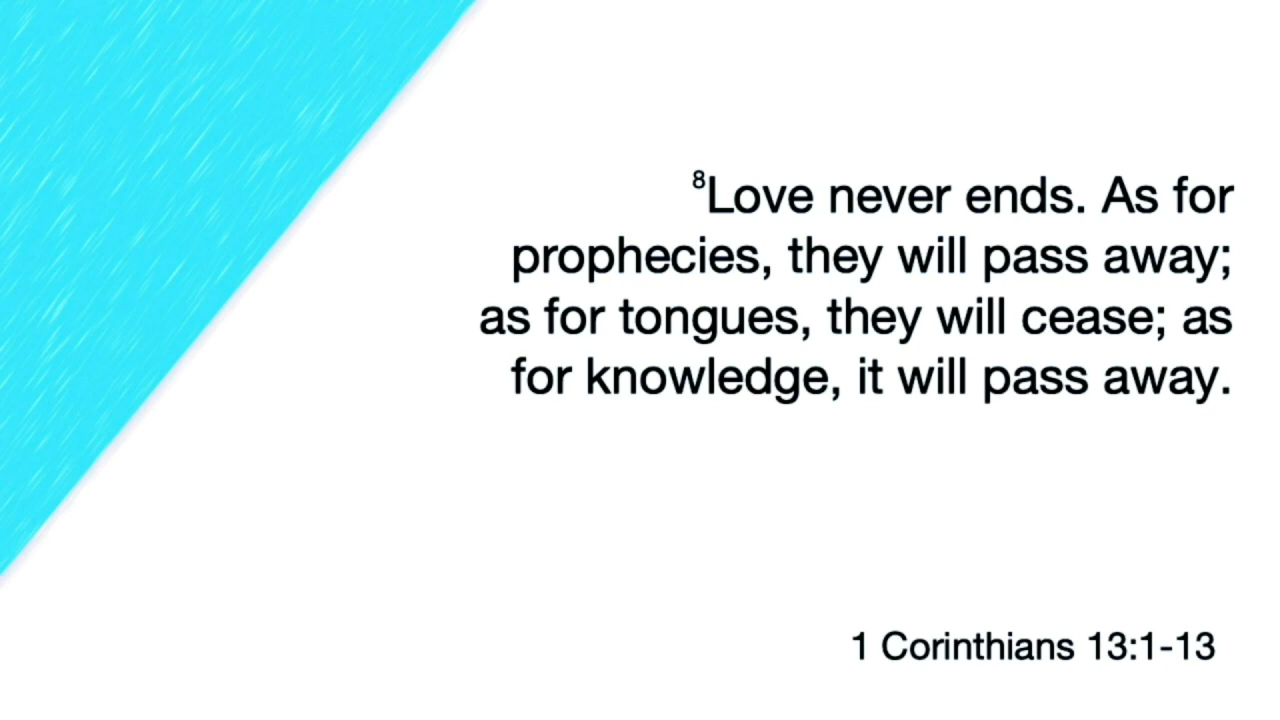 ⁸Love never ends. As for
prophecies, they will pass away;
as for tongues, they will cease; as
for knowledge, it will pass away.
1 Corinthians 13:1-13